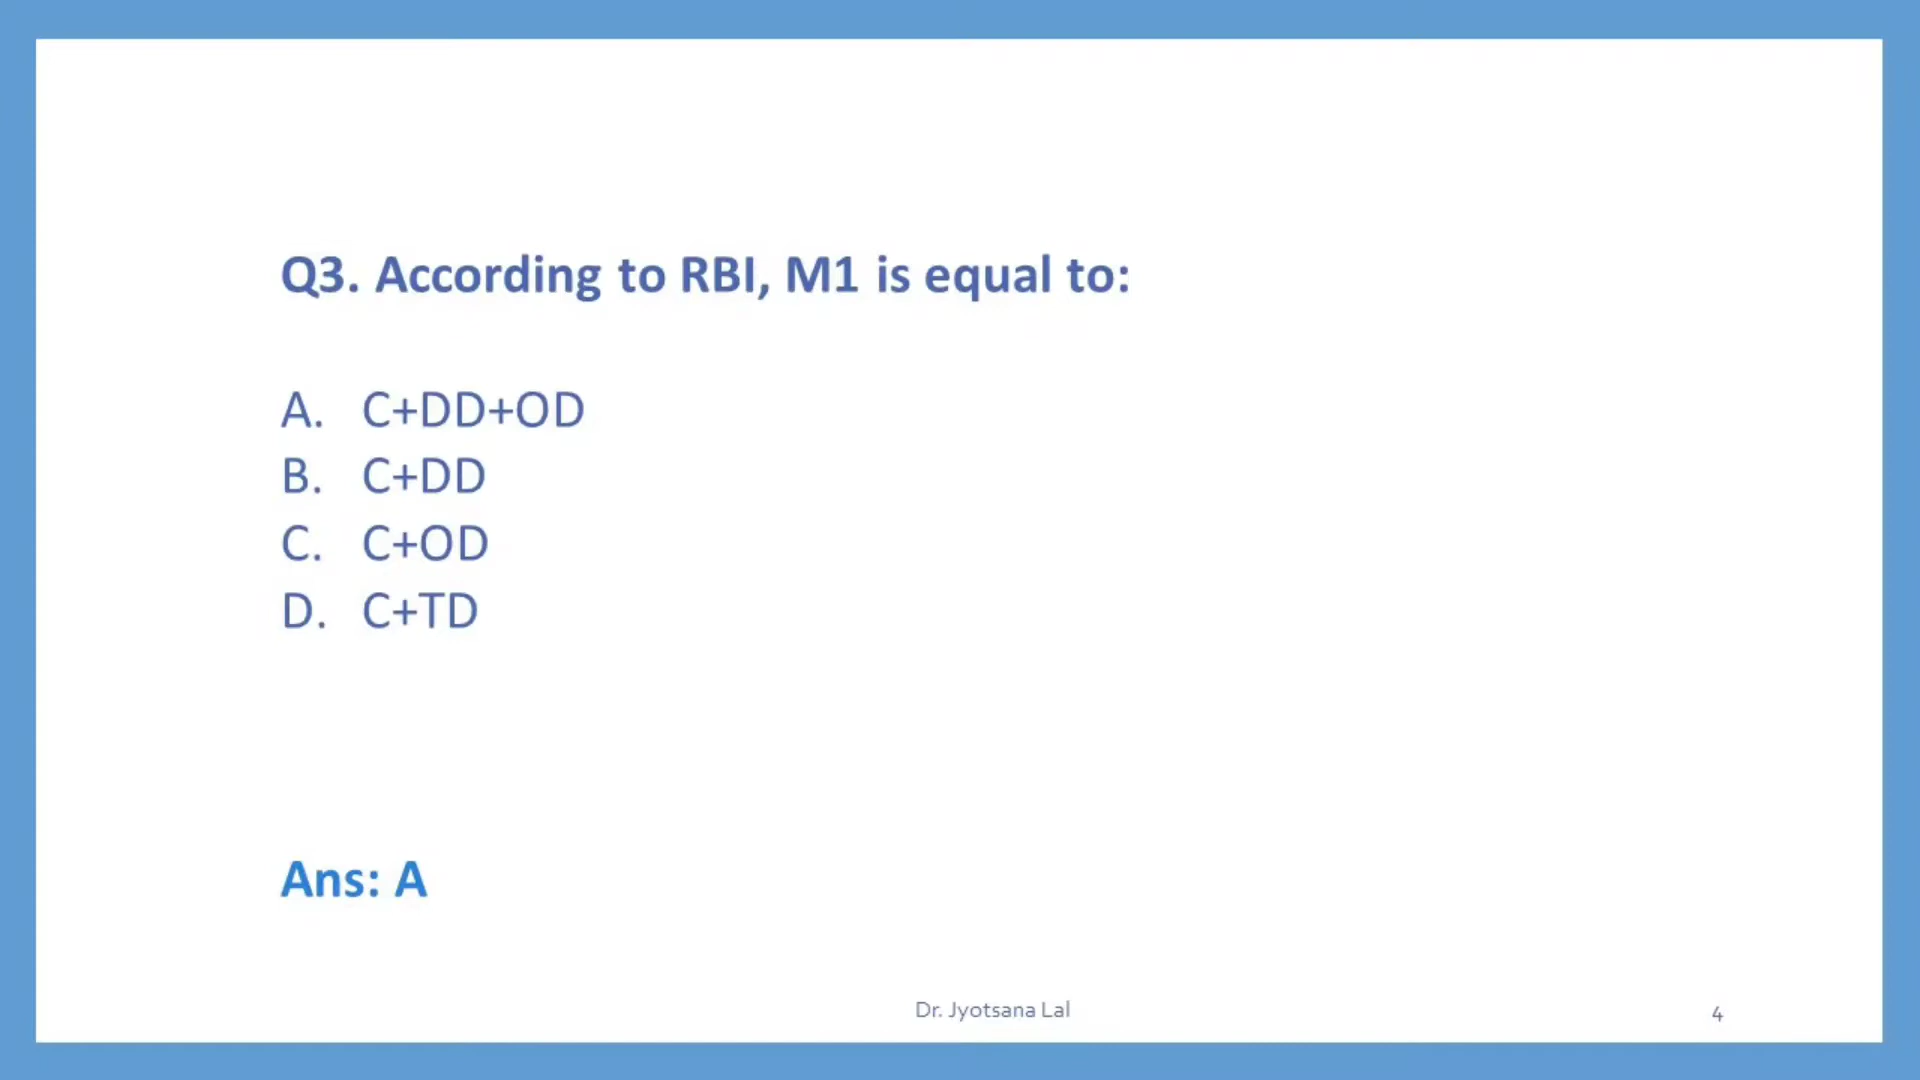 Q3. According to RBI, M1 is equal to:
A. C+DD+OD
B. C+DD
C. C+OD
D. C+TD
Ans: A
Dr. Jyotsana Lal
4